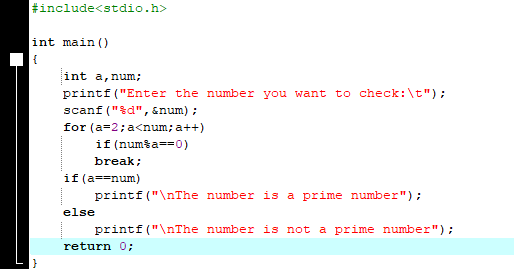 #include<stdio.h>
int main()
{
int a,num;
printf("Enter the number you want to check:\t");
scanf("%d",&num);
for(a=2;a<num;a++)
if(num%a==0)
break;
if(a==num)
printf("\nThe number is a prime number");
else
printf("\nThe number is not a prime number");
return 0;
}